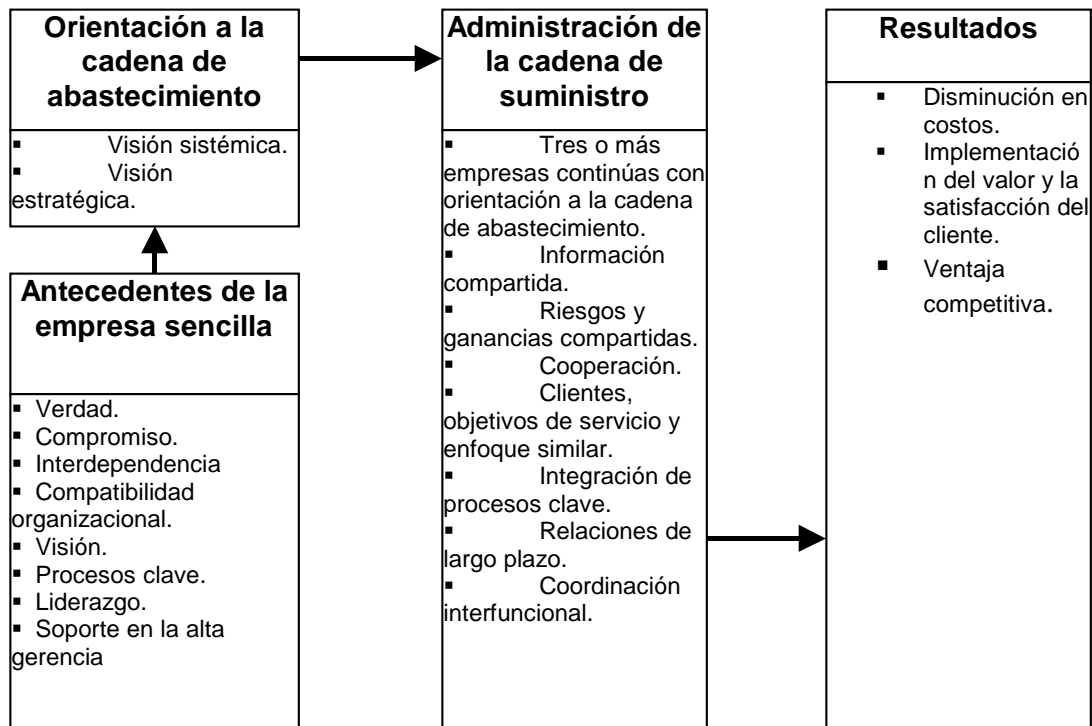 Orientación a la
cadena de
abastecimiento
▪ Visión sistémica.
▪ Visión
estratégica.
Antecedentes de la
empresa sencilla
▪ Verdad.
▪ Compromiso.
▪ Interdependencia
▪ Compatibilidad
organizacional.
▪ Visión.
▪ Procesos clave.
▪ Liderazgo.
▪ Soporte en la alta
gerencia
Administración de
la cadena de
suministro
▪ Tres o más
empresas continúas con
orientación a la cadena
de abastecimiento.
▪ Información
compartida.
▪ Riesgos y
ganancias compartidas.
▪ Cooperación.
▪ Clientes,
objetivos de servicio y
enfoque similar.
▪ Integración de
procesos clave.
▪ Relaciones de
largo plazo.
▪ Coordinación
interfuncional.
Resultados
▪ Disminución en
costos.
▪ Implementació
n del valor y la
satisfacción del
cliente.
▪ Ventaja
competitiva.